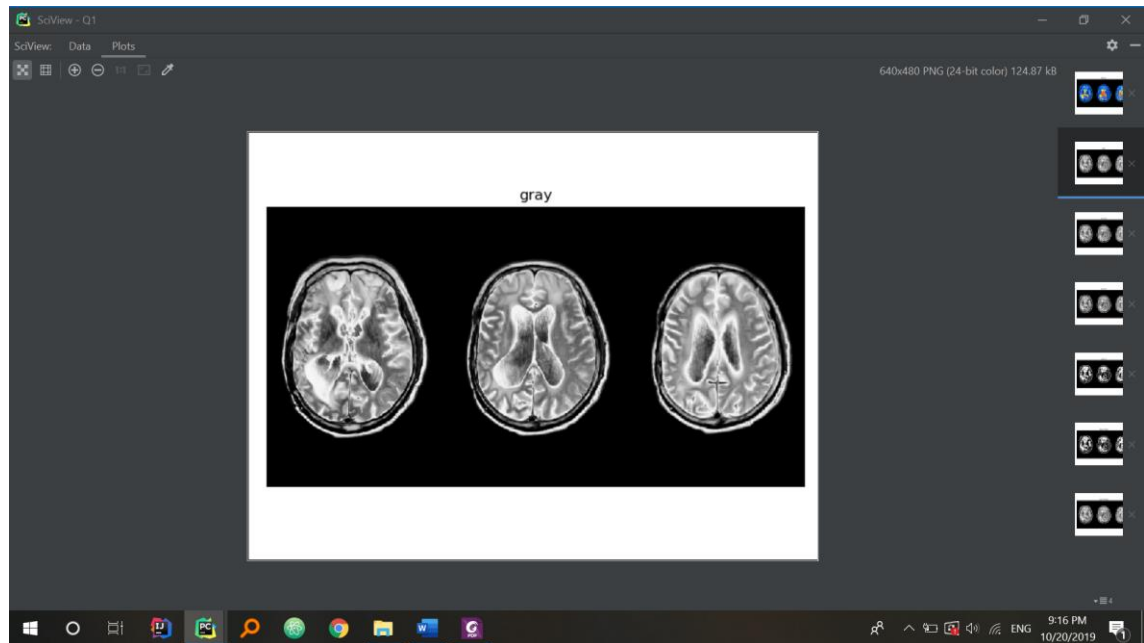 SciView - Q1
SciView: Data Plots
640x480 PNG (24-bit color) 124.87 kB
gray
ENG
9:16 PM
10/20/2019